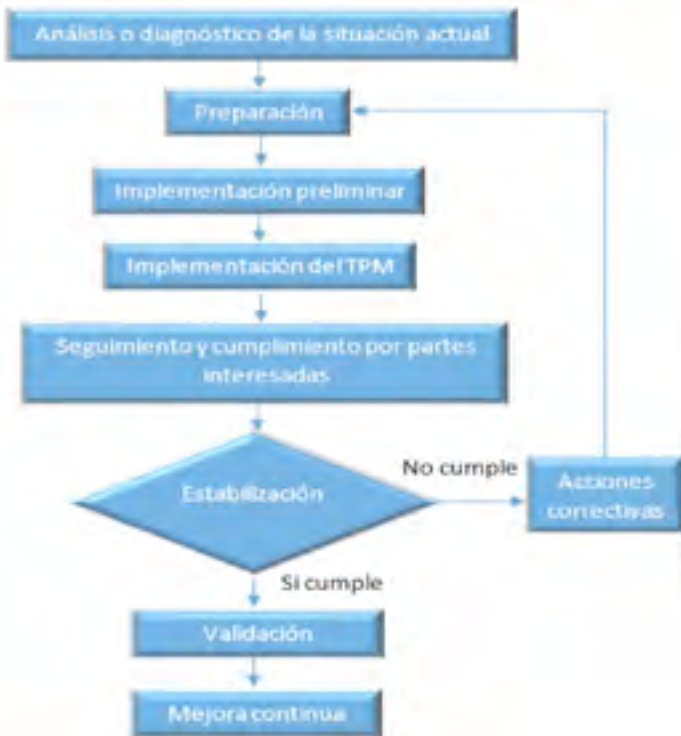 Análisis o diagnóstico de la situación actual
Preparación
Implementación preliminar
Implementación del TPM
Seguimiento y cumplimiento por partes
interesadas
Estabilización
No cumple
Acciones
correctivas
Si cumple
Validación
Mejora continua